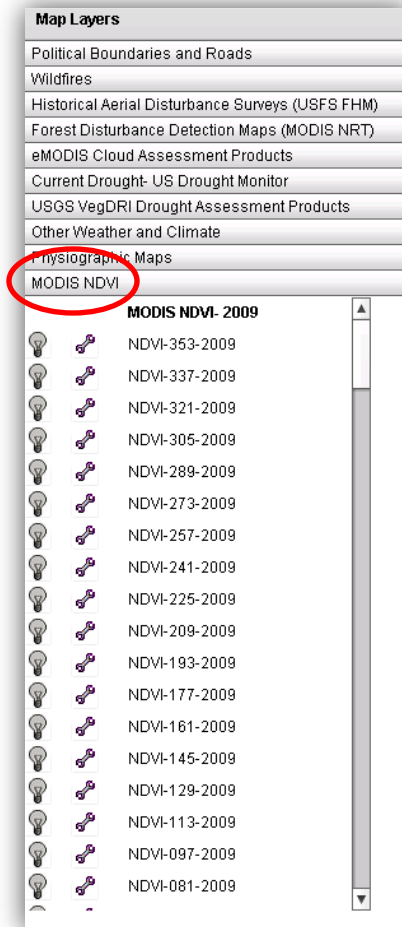 Map Layers
Political Boundaries and Roads
Wildfires
Historical Aerial Disturbance Surveys (USFS FHM)
Forest Disturbance Detection Maps (MODIS NRT)
eMODIS Cloud Assessment Products
Current Drought- US Drought Monitor
USGS VegDRI Drought Assessment Products
Other Weather and Climate
Physiographic Maps
MODIS NDVI
MODIS NDVI- 2009
NDVI-353-2009
NDVI-337-2009
NDVI-321-2009
NDVI-305-2009
NDVI-289-2009
NDVI-273-2009
NDVI-257-2009
NDVI-241-2009
NDVI-225-2009
NDVI-209-2009
NDVI-193-2009
NDVI-177-2009
NDVI-161-2009
NDVI-145-2009
NDVI-129-2009
NDVI-113-2009
NDVI-097-2009
NDVI-081-2009